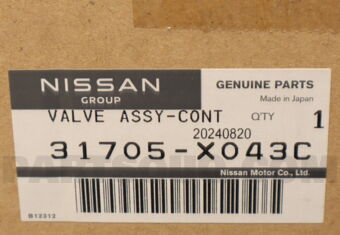 NISSAN
GROUP
GENUINE PARTS
Made in Japan
VALVE ASSY-CONT
Q'TY
1
20240820
31705-X043C
Nissan Motor Co., Ltd.
B12312